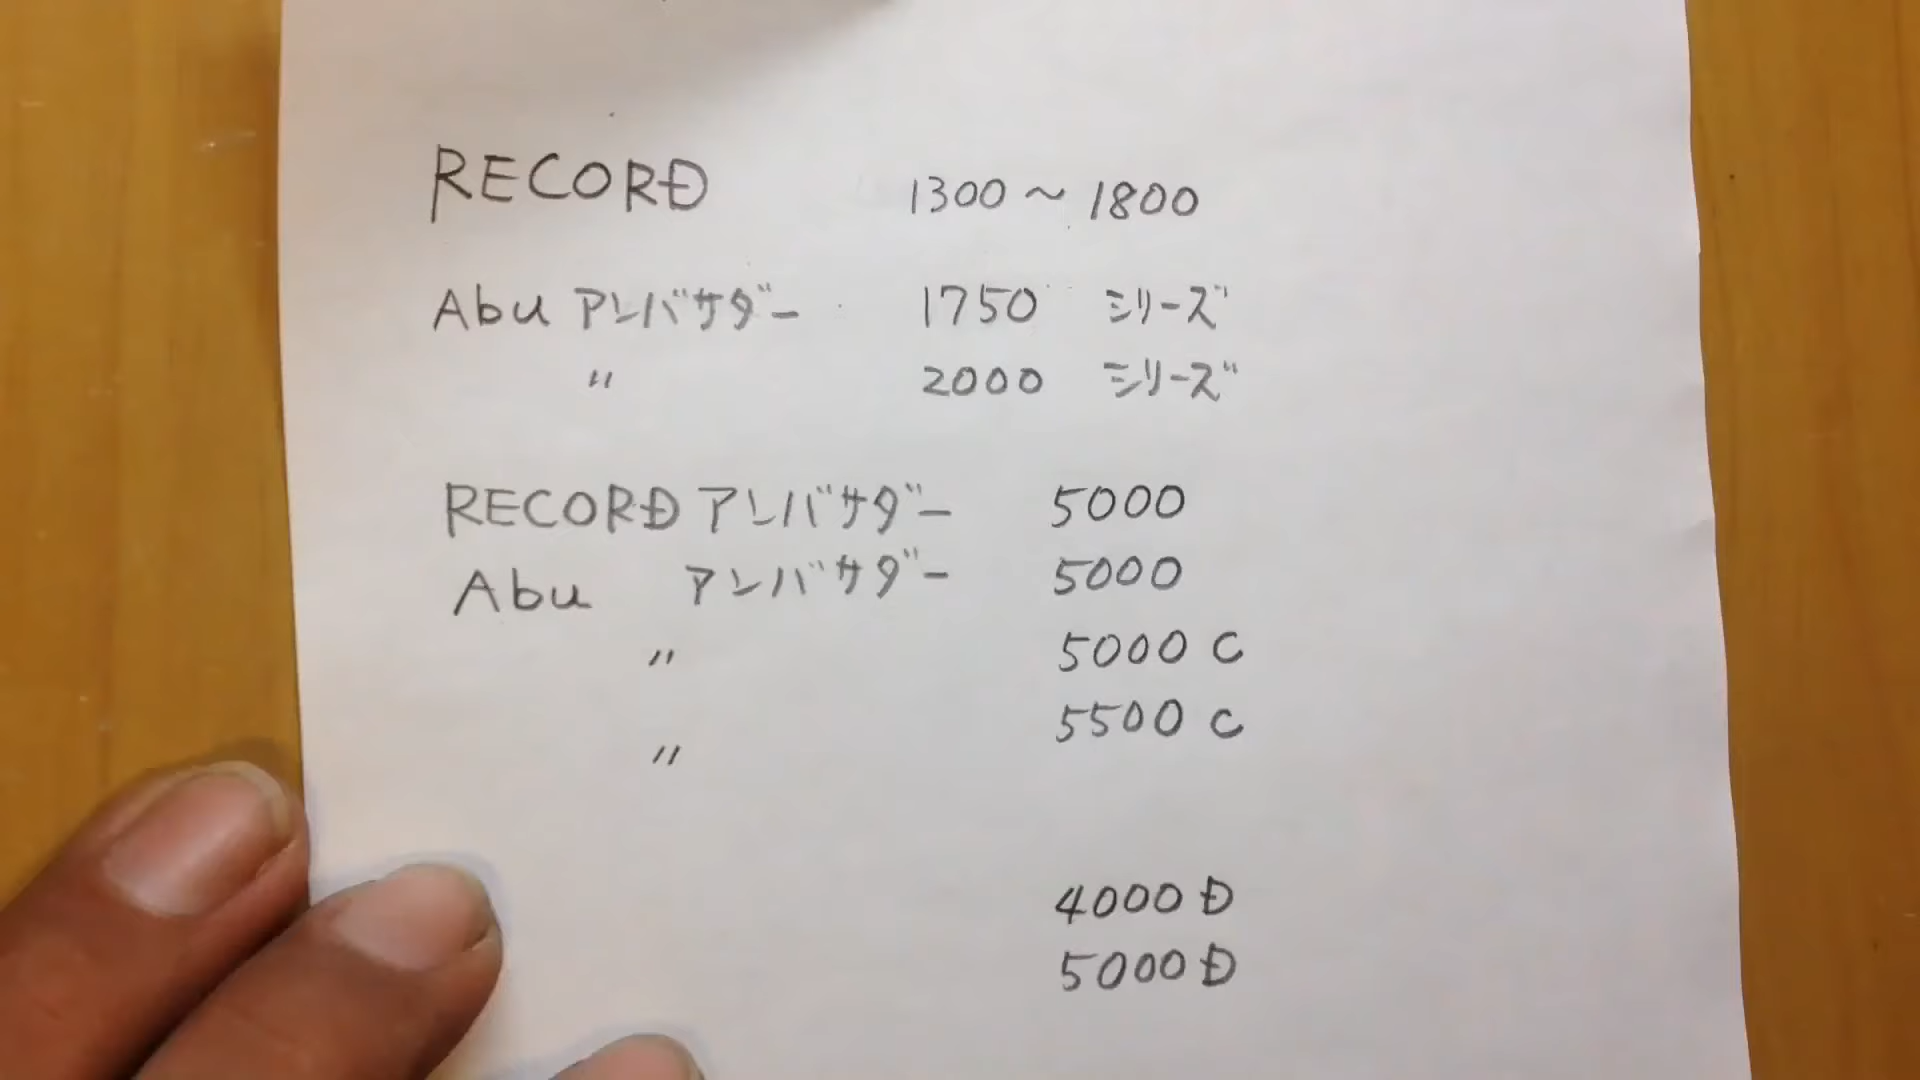 RECORD 1300～1800
Abu アンバサダー 1750 シリーズ
〃 2000 シリーズ
RECORD アンバサダー 5000
Abu アンバサダー 5000
〃 5000 C
〃 5500 C
4000 D
5000 D